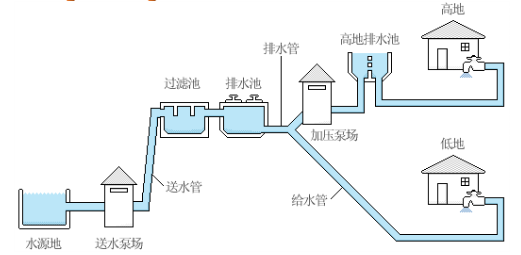 高地
排水管
高地排水池
过滤池
排水池
加压泵场
低地
送水管
给水管
水源地
送水泵场